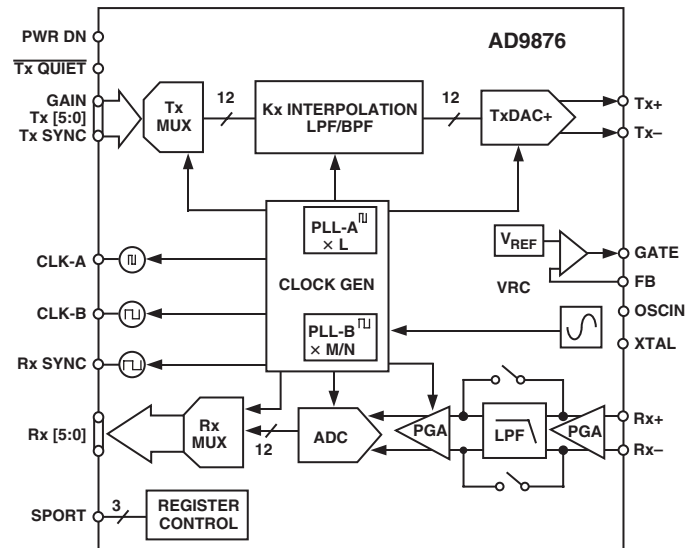 AD9876
PWR DN
Tx QUIET
GAIN
Tx [5:0]
Tx SYNC
Tx
MUX
12
Kx INTERPOLATION
LPF/BPF
12
TxDAC+
Tx+
Tx–
PLL-A
× L
CLOCK GEN
PLL-B
× M/N
VREF
VRC
GATE
FB
OSCIN
XTAL
CLK-A
CLK-B
Rx SYNC
Rx [5:0]
Rx
MUX
12
ADC
PGA
LPF
PGA
Rx+
Rx–
SPORT
3
REGISTER
CONTROL